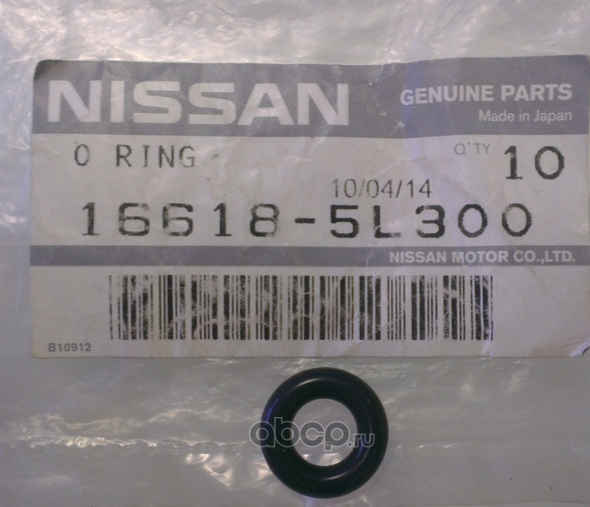 NISSAN
GENUINE PARTS
Made in Japan
O RING
Q'TY 10
10/04/14
16618-5L300
NISSAN MOTOR CO.,LTD.
B10912
abcp.ru